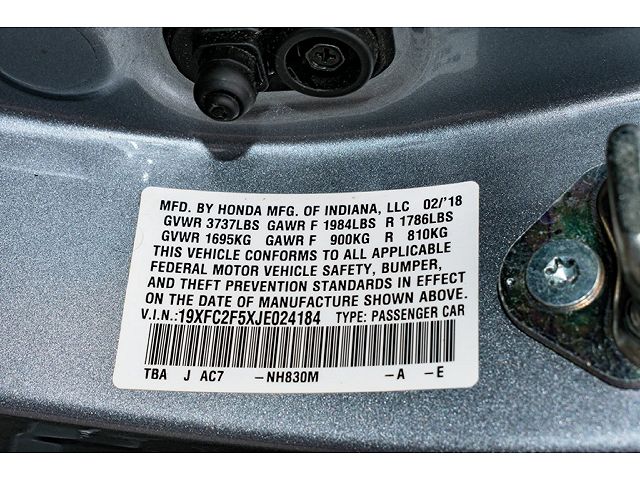 MFD. BY HONDA MFG. OF INDIANA, LLC 02/'18
GVWR 3737LBS GAWR F 1984LBS R 1786LBS
GVWR 1695KG GAWR F 900KG R 810KG
THIS VEHICLE CONFORMS TO ALL APPLICABLE
FEDERAL MOTOR VEHICLE SAFETY, BUMPER,
AND THEFT PREVENTION STANDARDS IN EFFECT
ON THE DATE OF MANUFACTURE SHOWN ABOVE.
V.I.N.:19XFC2F5XJE024184 TYPE: PASSENGER CAR
TBA J AC7 -NH830M -A -E